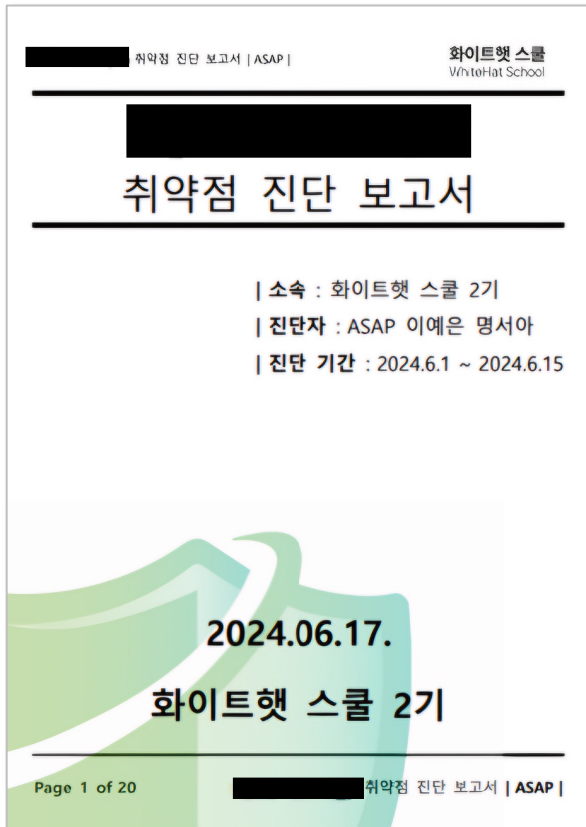 취약점 진단 보고서 | ASAP |
화이트햇 스쿨
WhiteHat School
취약점 진단 보고서
| 소속 : 화이트햇 스쿨 2기
| 진단자 : ASAP 이예은 명서아
| 진단 기간 : 2024.6.1 ~ 2024.6.15
2024.06.17.
화이트햇 스쿨 2기
Page 1 of 20
취약점 진단 보고서 | ASAP |